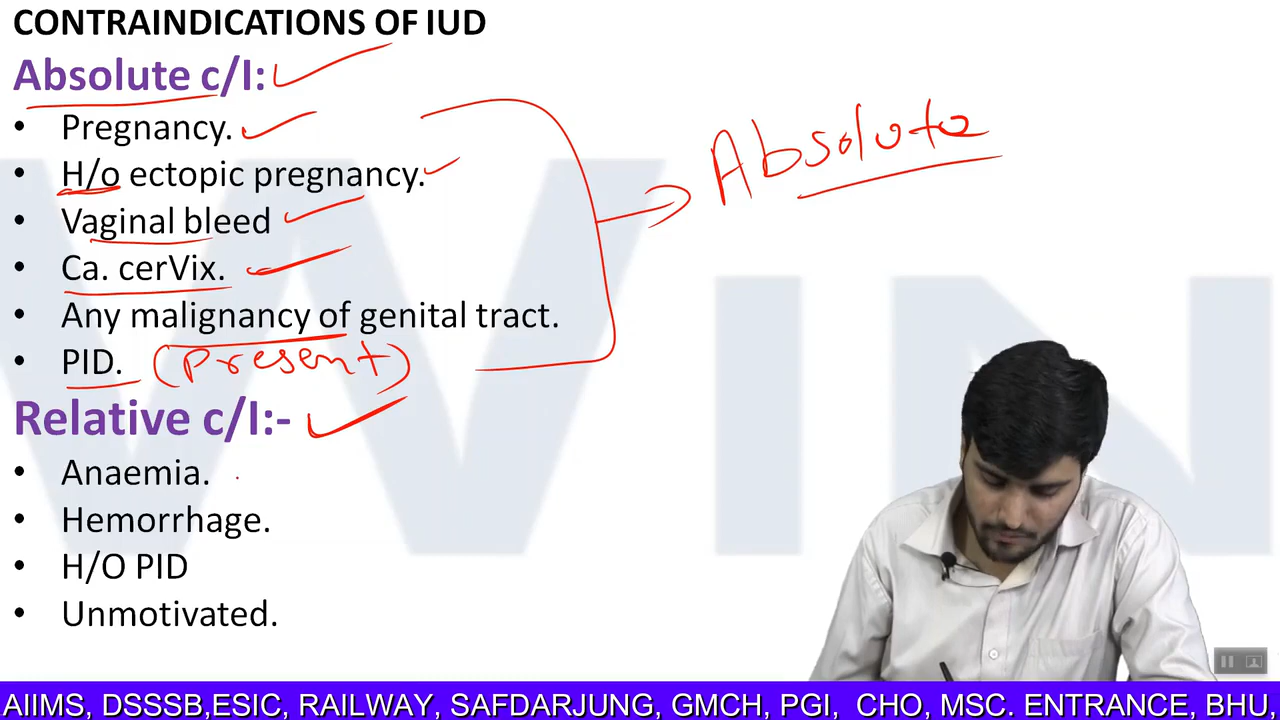 CONTRAINDICATIONS OF IUD
Absolute c/I:
• Pregnancy.
• H/o ectopic pregnancy.
• Vaginal bleed
• Ca. cerVix.
• Any malignancy of genital tract.
• PID. (Present)
Absolute
Relative c/I:-
• Anaemia.
• Hemorrhage.
• H/O PID
• Unmotivated.
WIN
AIIMS, DSSSB,ESIC, RAILWAY, SAFDARJUNG, GMCH, PGI, CHO, MSC. ENTRANCE, BHU,